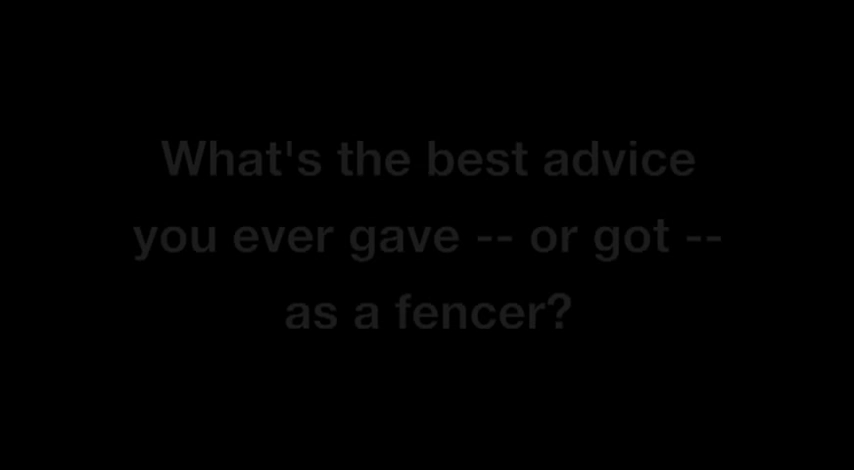 What's the best advice
you ever gave -- or got --
as a fencer?